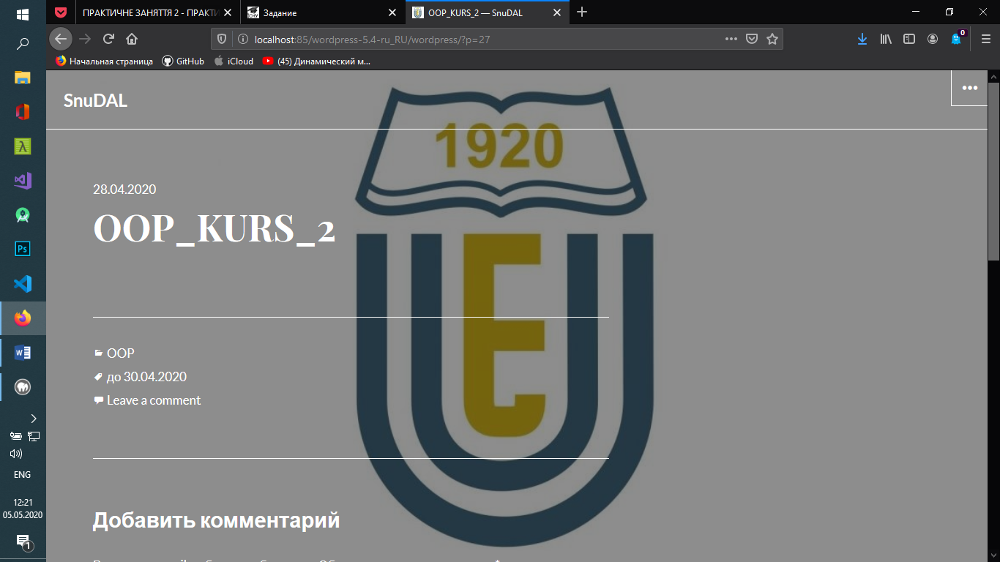 ПРАКТИЧНЕ ЗАНЯТТЯ 2 - ПРАКТИ
Задание
OOP_KURS_2 — SnuDAL
localhost:85/wordpress-5.4-ru_RU/wordpress/?p=27
0
Начальная страница
GitHub
iCloud
(45) Динамический м...
SnuDAL
1920
28.04.2020
OOP_KURS_2
OOP
до 30.04.2020
Leave a comment
Добавить комментарий
Ps
W
ENG
12:21
05.05.2020
1